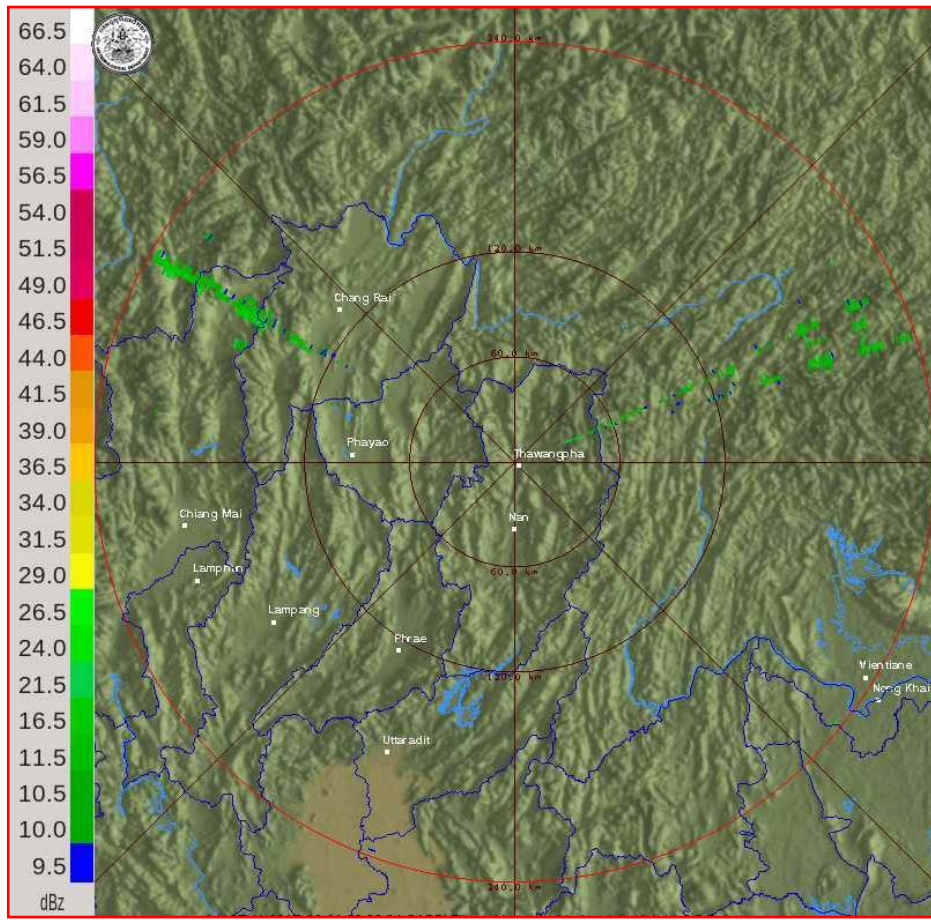 66.5
64.0
61.5
59.0
56.5
54.0
51.5
49.0
46.5
44.0
41.5
39.0
36.5
34.0
31.5
29.0
26.5
24.0
21.5
16.5
11.5
10.5
10.0
9.5
dBz
240.0 km
120.0 km
Chang Rai
60.0 km
Phayao
Thawangpha
Chiang Mai
Nan
60.0 km
Lamphun
Lampang
Phrae
120.0 km
Vientiane
Nong Khai
Uttaradit
240.0 km